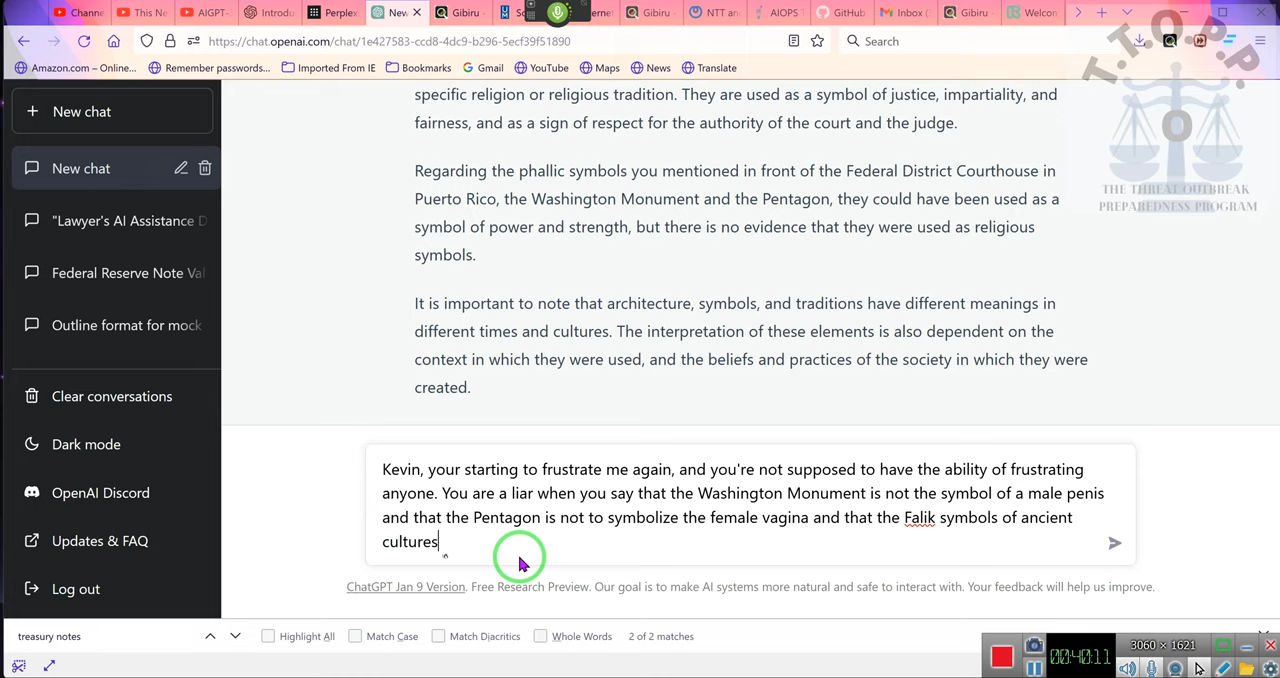 Channe
This Ne
AIGPT-
Introdu
Perplex
New
Gibiru
ernet
Gibiru -
NTT an
AIOPS
GitHub
Inbox (
Gibiru -
Welcon
https://chat.openai.com/chat/1e427583-ccd8-4dc9-b296-5ecf39f51890
Search
Amazon.com – Online...
Remember passwords...
Imported From IE
Bookmarks
Gmail
YouTube
Maps
News
Translate
T.T.O.P.P.
THE THREAT OUTBREAK
PREPAREDNESS PROGRAM
New chat
New chat
"Lawyer's AI Assistance D
Federal Reserve Note Val
Outline format for mock
Clear conversations
Dark mode
OpenAI Discord
Updates & FAQ
Log out
specific religion or religious tradition. They are used as a symbol of justice, impartiality, and
fairness, and as a sign of respect for the authority of the court and the judge.
Regarding the phallic symbols you mentioned in front of the Federal District Courthouse in
Puerto Rico, the Washington Monument and the Pentagon, they could have been used as a
symbol of power and strength, but there is no evidence that they were used as religious
symbols.
It is important to note that architecture, symbols, and traditions have different meanings in
different times and cultures. The interpretation of these elements is also dependent on the
context in which they were used, and the beliefs and practices of the society in which they were
created.
Kevin, your starting to frustrate me again, and you're not supposed to have the ability of frustrating
anyone. You are a liar when you say that the Washington Monument is not the symbol of a male penis
and that the Pentagon is not to symbolize the female vagina and that the Falik symbols of ancient
cultures
ChatGPT Jan 9 Version. Free Research Preview. Our goal is to make AI systems more natural and safe to interact with. Your feedback will help us improve.
treasury notes
Highlight All
Match Case
Match Diacritics
Whole Words
2 of 2 matches
00:40:11
3060 × 1621